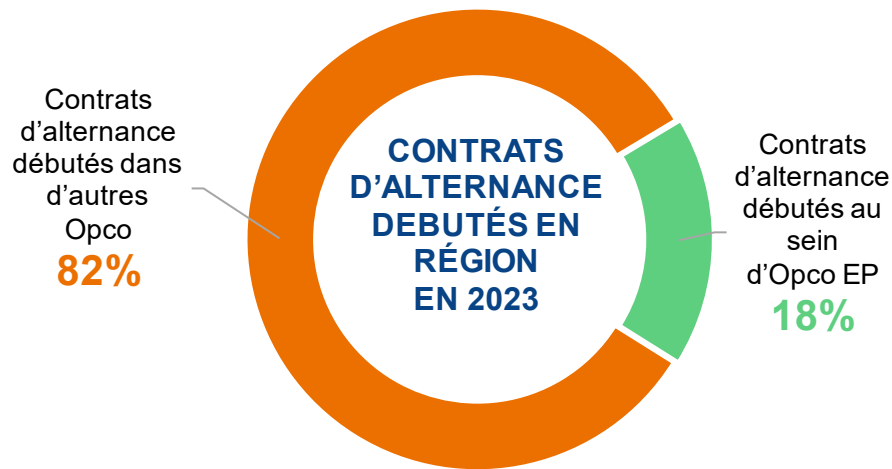 Contrats
d’alternance
débutés dans
d’autres
Opco
82%
CONTRATS
D’ALTERNANCE
DEBUTÉS EN
RÉGION
EN 2023
Contrats
d’alternance
débutés au
sein
d’Opco EP
18%